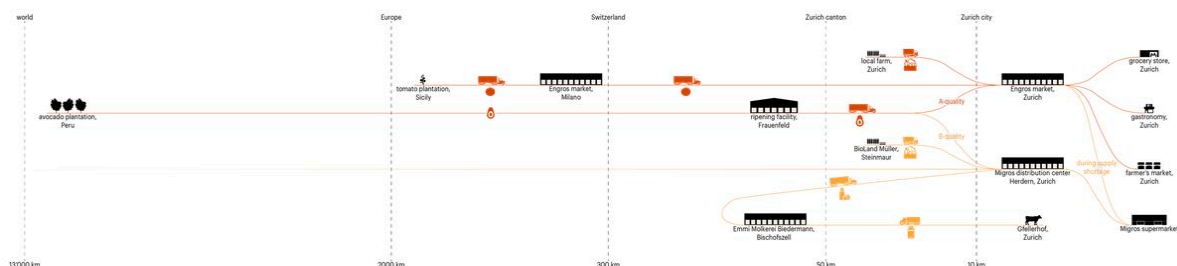 world
Europe
Switzerland
Zurich canton
Zurich city
local farm,
Zurich
grocery store,
Zurich
tomato plantation,
Sicily
Engros market,
Milano
Engros market,
Zurich
A-quality
avocado plantation,
Peru
ripening facility,
Frauenfeld
gastronomy,
Zurich
B-quality
BioLand Müller,
Steinmaur
Migros distribution center
Herdern, Zurich
during supply
shortage
farmer's market,
Zurich
Emmi Molkerei Biedermann,
Bischofszell
Gfellerhof,
Zurich
Migros supermarket
13'000 km
2000 km
300 km
50 km
10 km